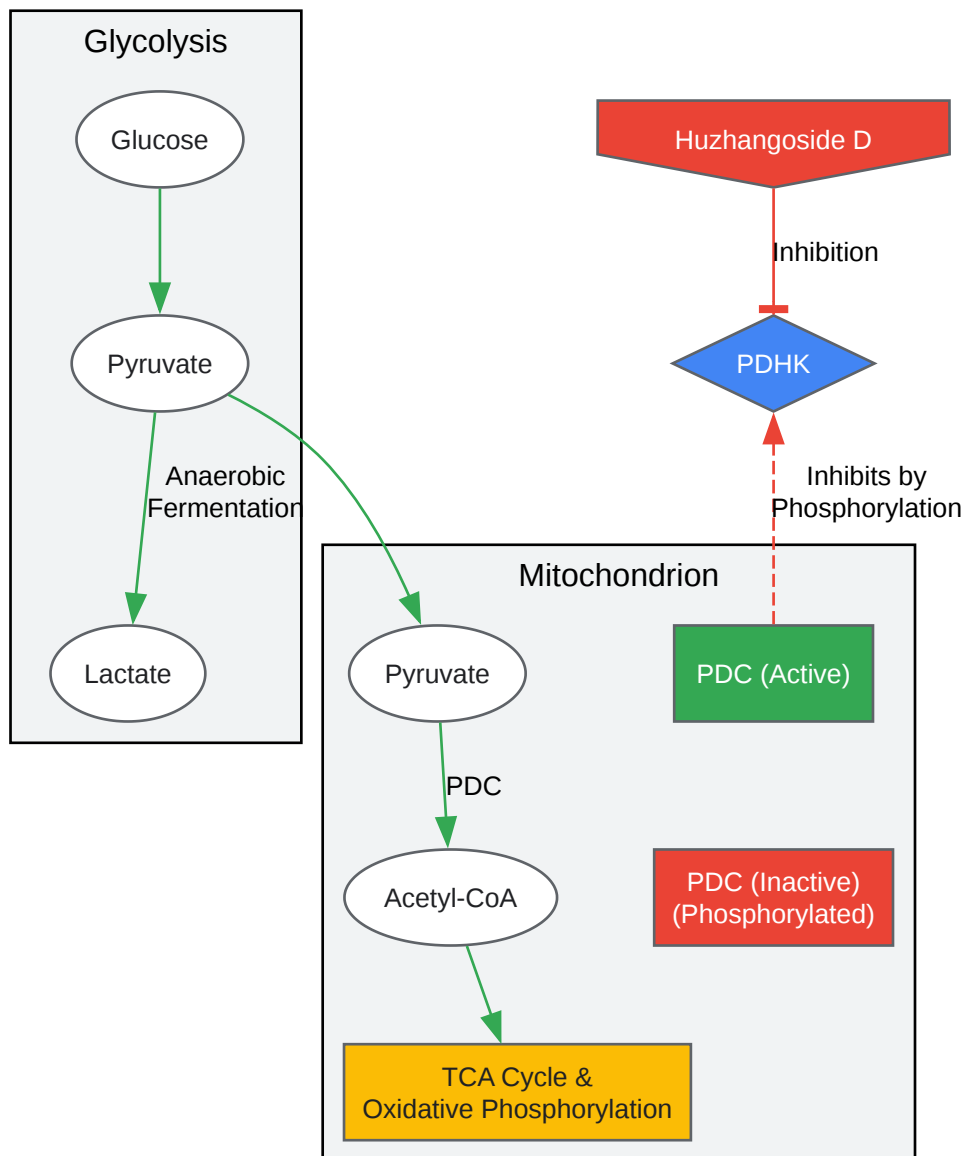 Glycolysis
Glucose
Huzhangoside D
Inhibition
Pyruvate
PDHK
Anaerobic
Fermentation
Inhibits by
Phosphorylation
Mitochondrion
Lactate
Pyruvate
PDC (Active)
PDC
Acetyl-CoA
PDC (Inactive)
(Phosphorylated)
TCA Cycle &
Oxidative Phosphorylation